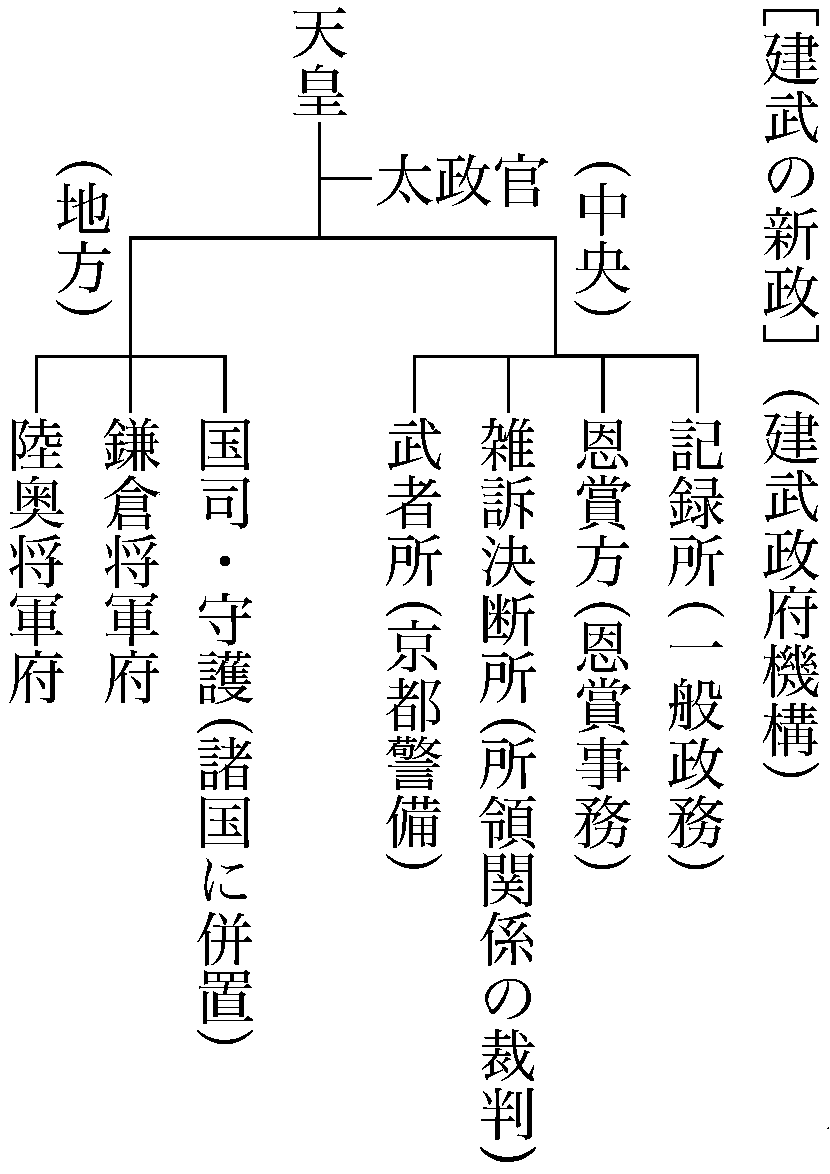 [建武の新政]（建武政府機構）
天皇
太政官
（中央）
記録所（一般政務）
恩賞方（恩賞事務）
雑訴決断所（所領関係の裁判）
武者所（京都警備）
（地方）
国司・守護（諸国に併置）
鎌倉将軍府
陸奥将軍府